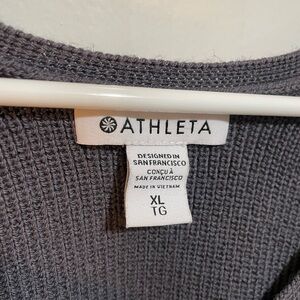 ATHLETA
DESIGNED IN
SAN FRANCISCO
CONÇU À
SAN FRANCISCO
MADE IN VIETNAM
XL
TG